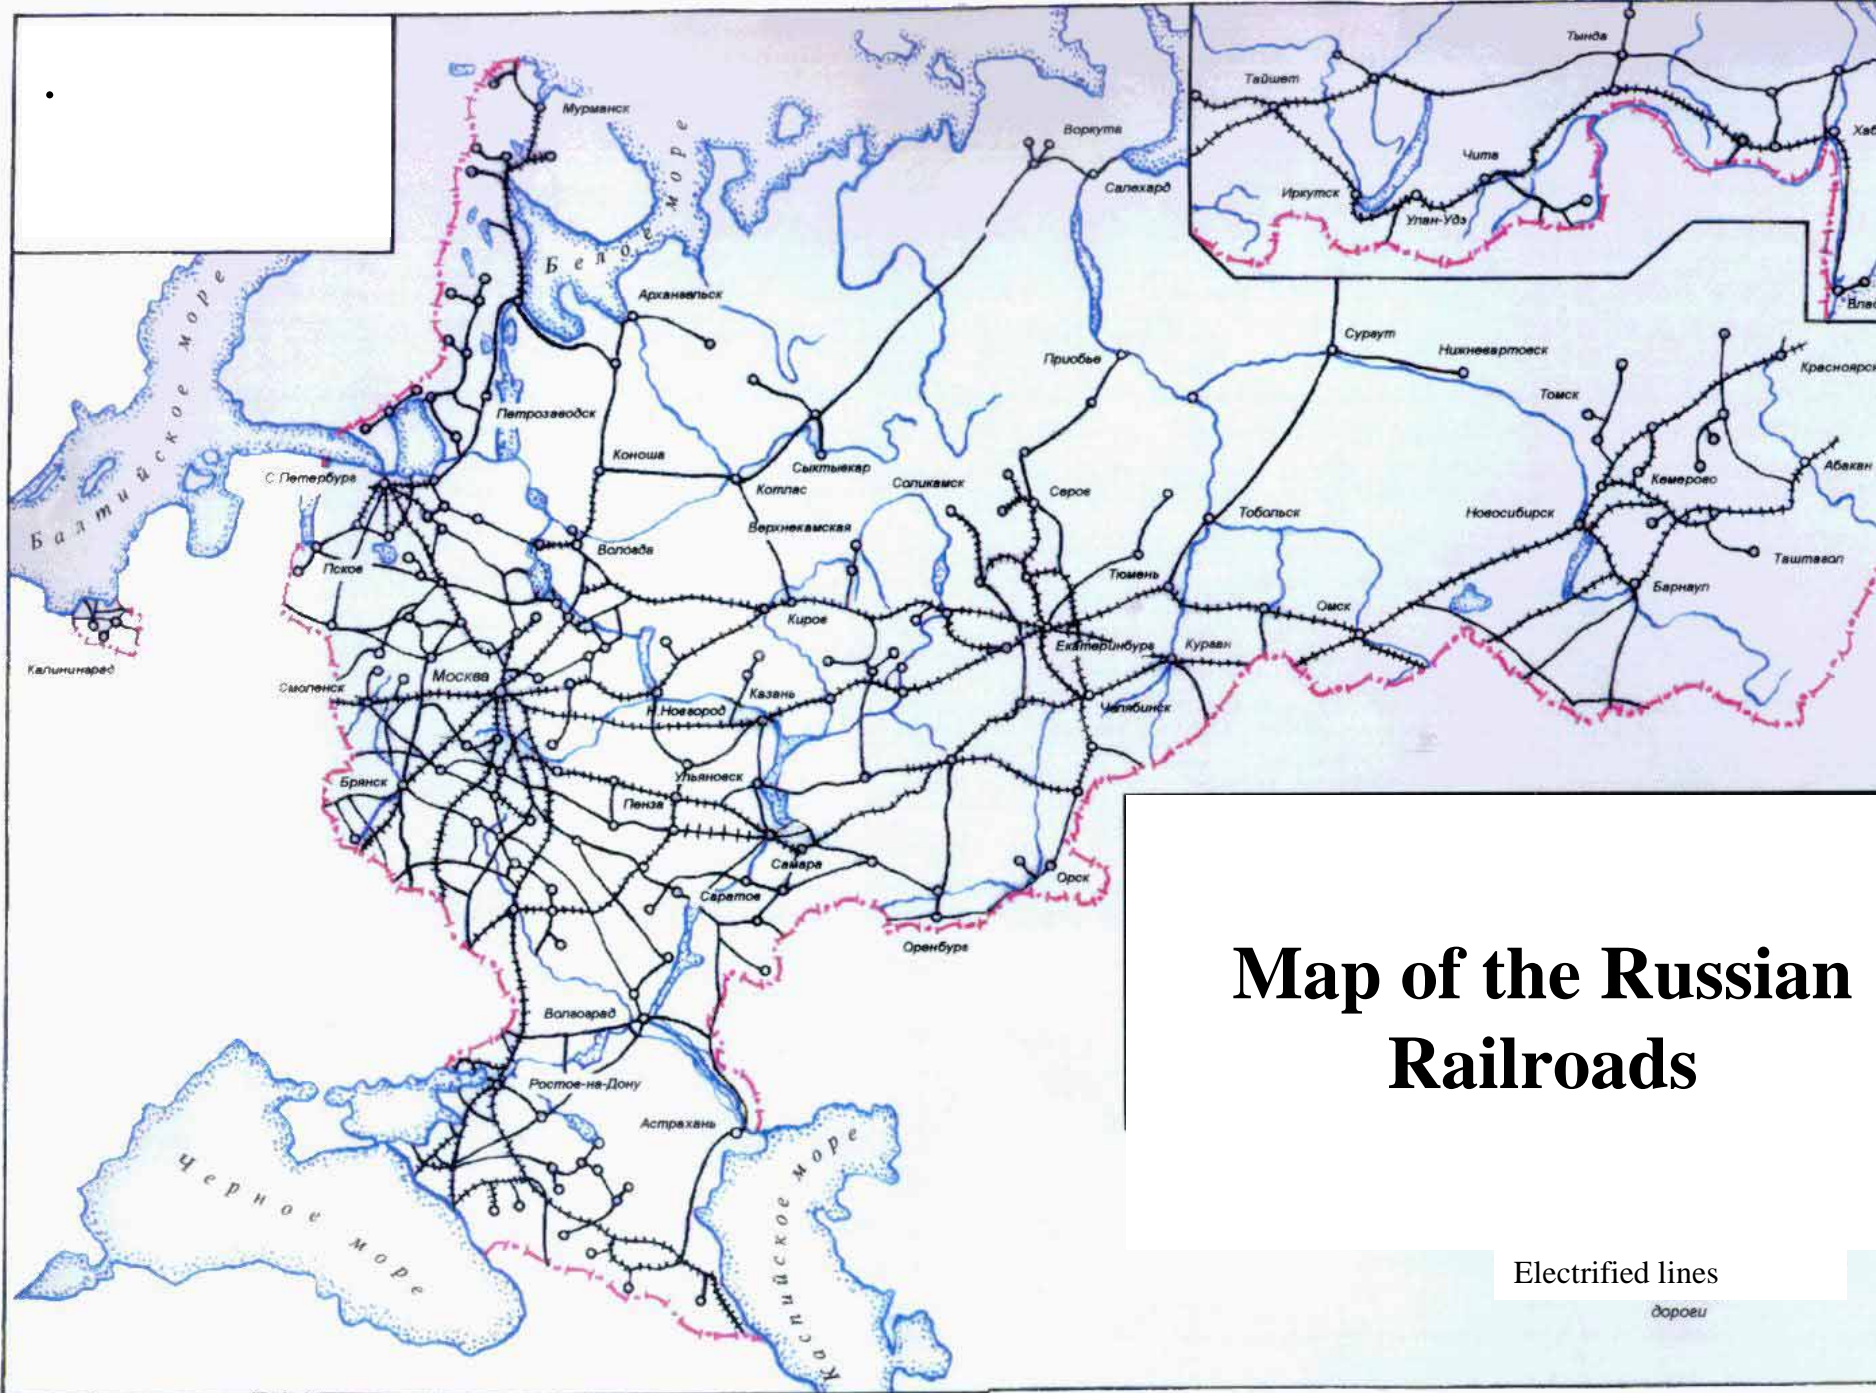 Мурманск
Воркута
Салехард
Белое море
Архангельск
Балтийское море
Петрозаводск
С.Петербург
Коноша
Котлас
Сыктывкар
Соликамск
Верхнекамская
Вологда
Псков
Калининград
Приобье
Серов
Тобольск
Тюмень
Сургут
Нижневартовск
Томск
Красноярск
Абакан
Кемерово
Новосибирск
Таштагол
Барнаул
Омск
Киров
Екатеринбург
Курган
Челябинск
Смоленск
Москва
Н.Новгород
Казань
Брянск
Ульяновск
Пенза
Самара
Саратов
Орск
Оренбург
Волгоград
Ростов-на-Дону
Астрахань
Черное море
Каспийское море
Тында
Тайшет
Чита
Иркутск
Улан-Удэ
Хаб
Влад
Map of the Russian
Railroads
Electrified lines
дороги